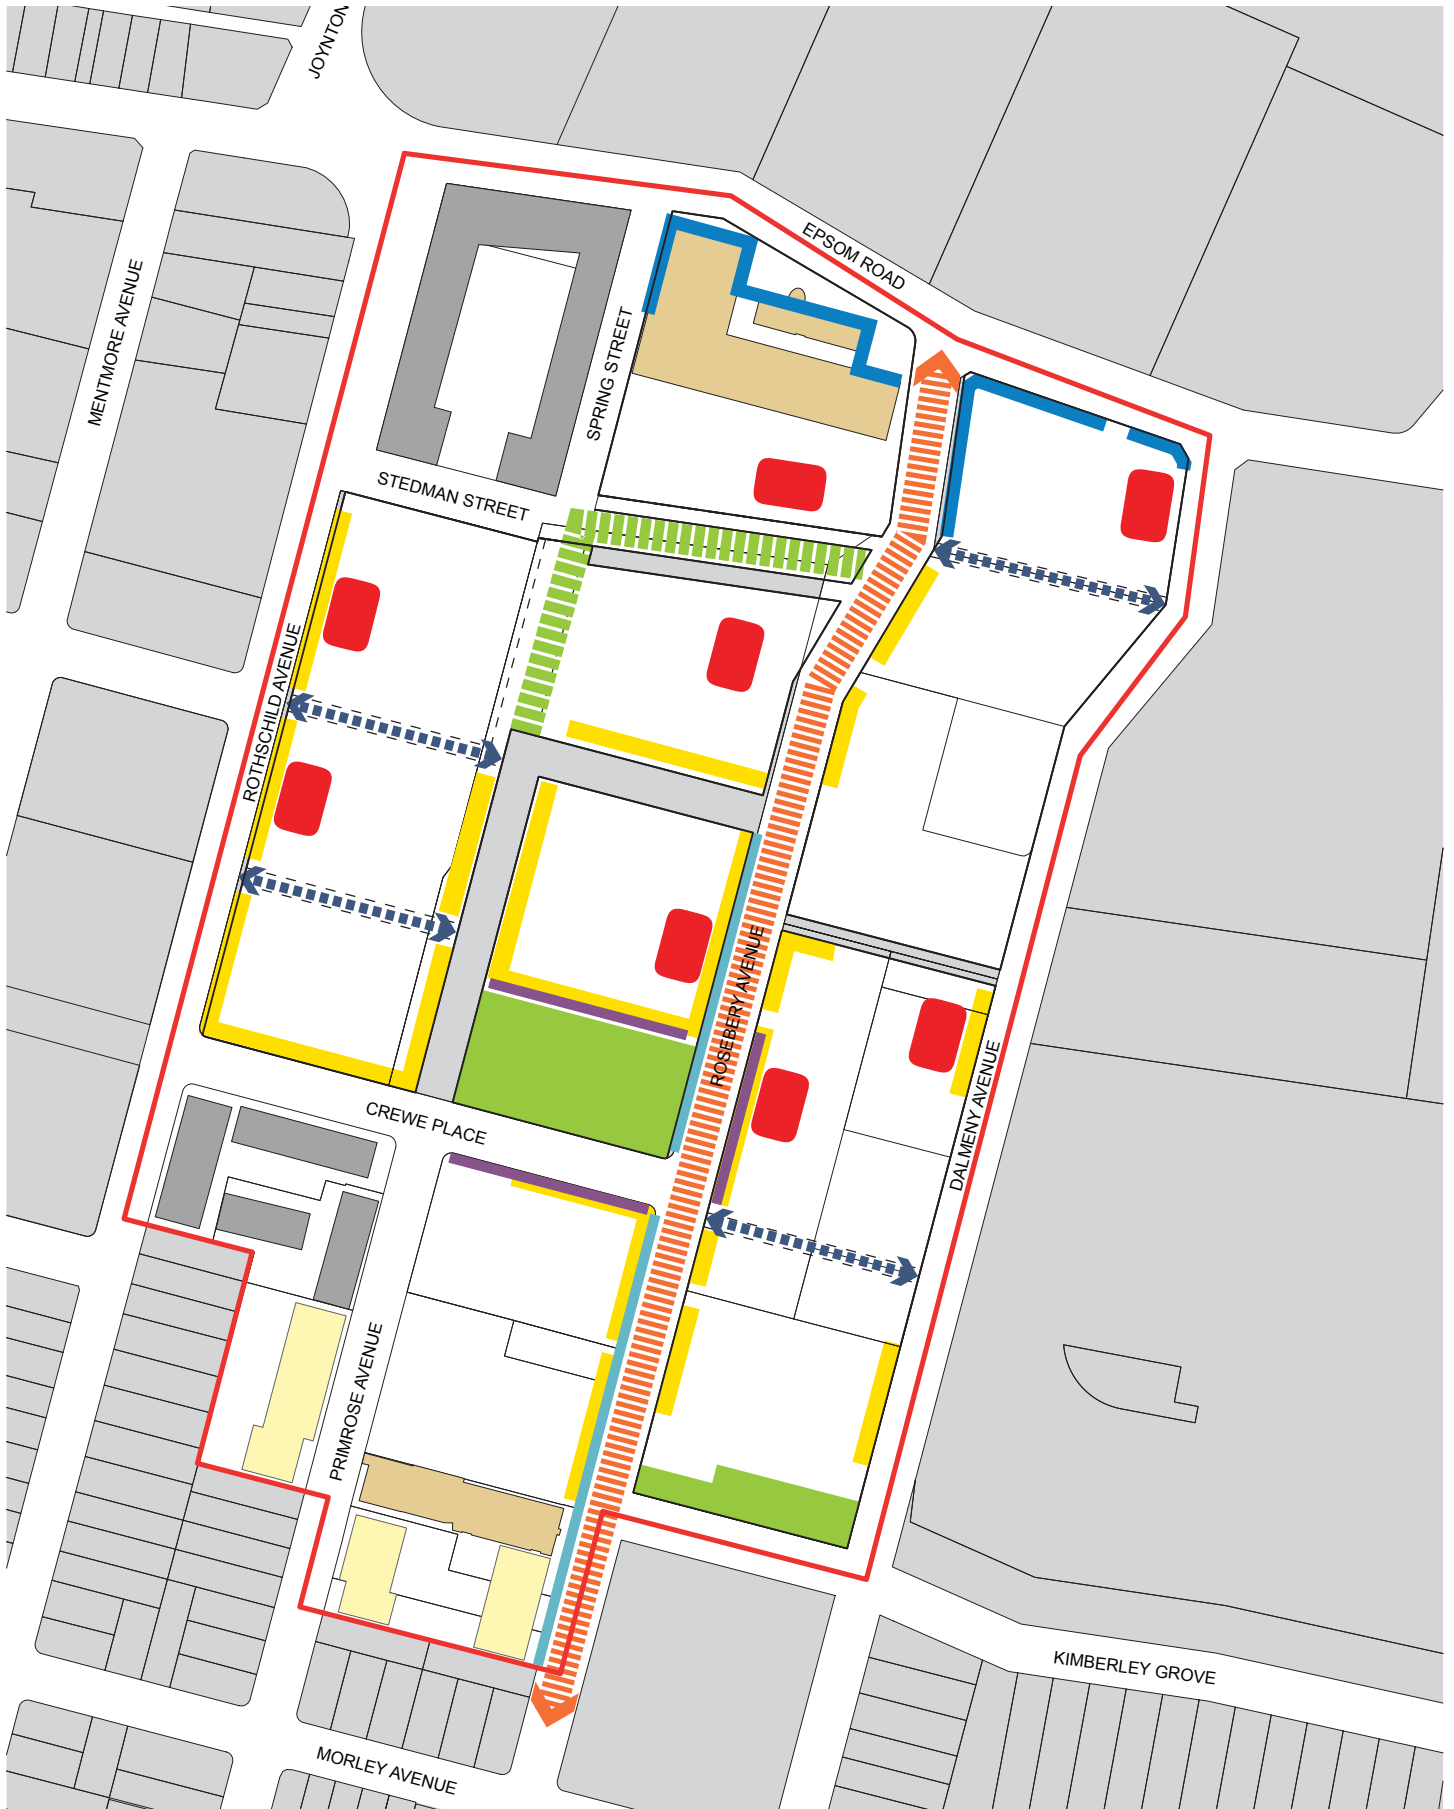 JOYNTON
EPSOM ROAD
MENTMORE AVENUE
SPRING STREET
STEDMAN STREET
ROTHSCHILD AVENUE
ROSEBERY AVENUE
CREWE PLACE
DALMENY AVENUE
PRIMROSE AVENUE
KIMBERLEY GROVE
MORLEY AVENUE